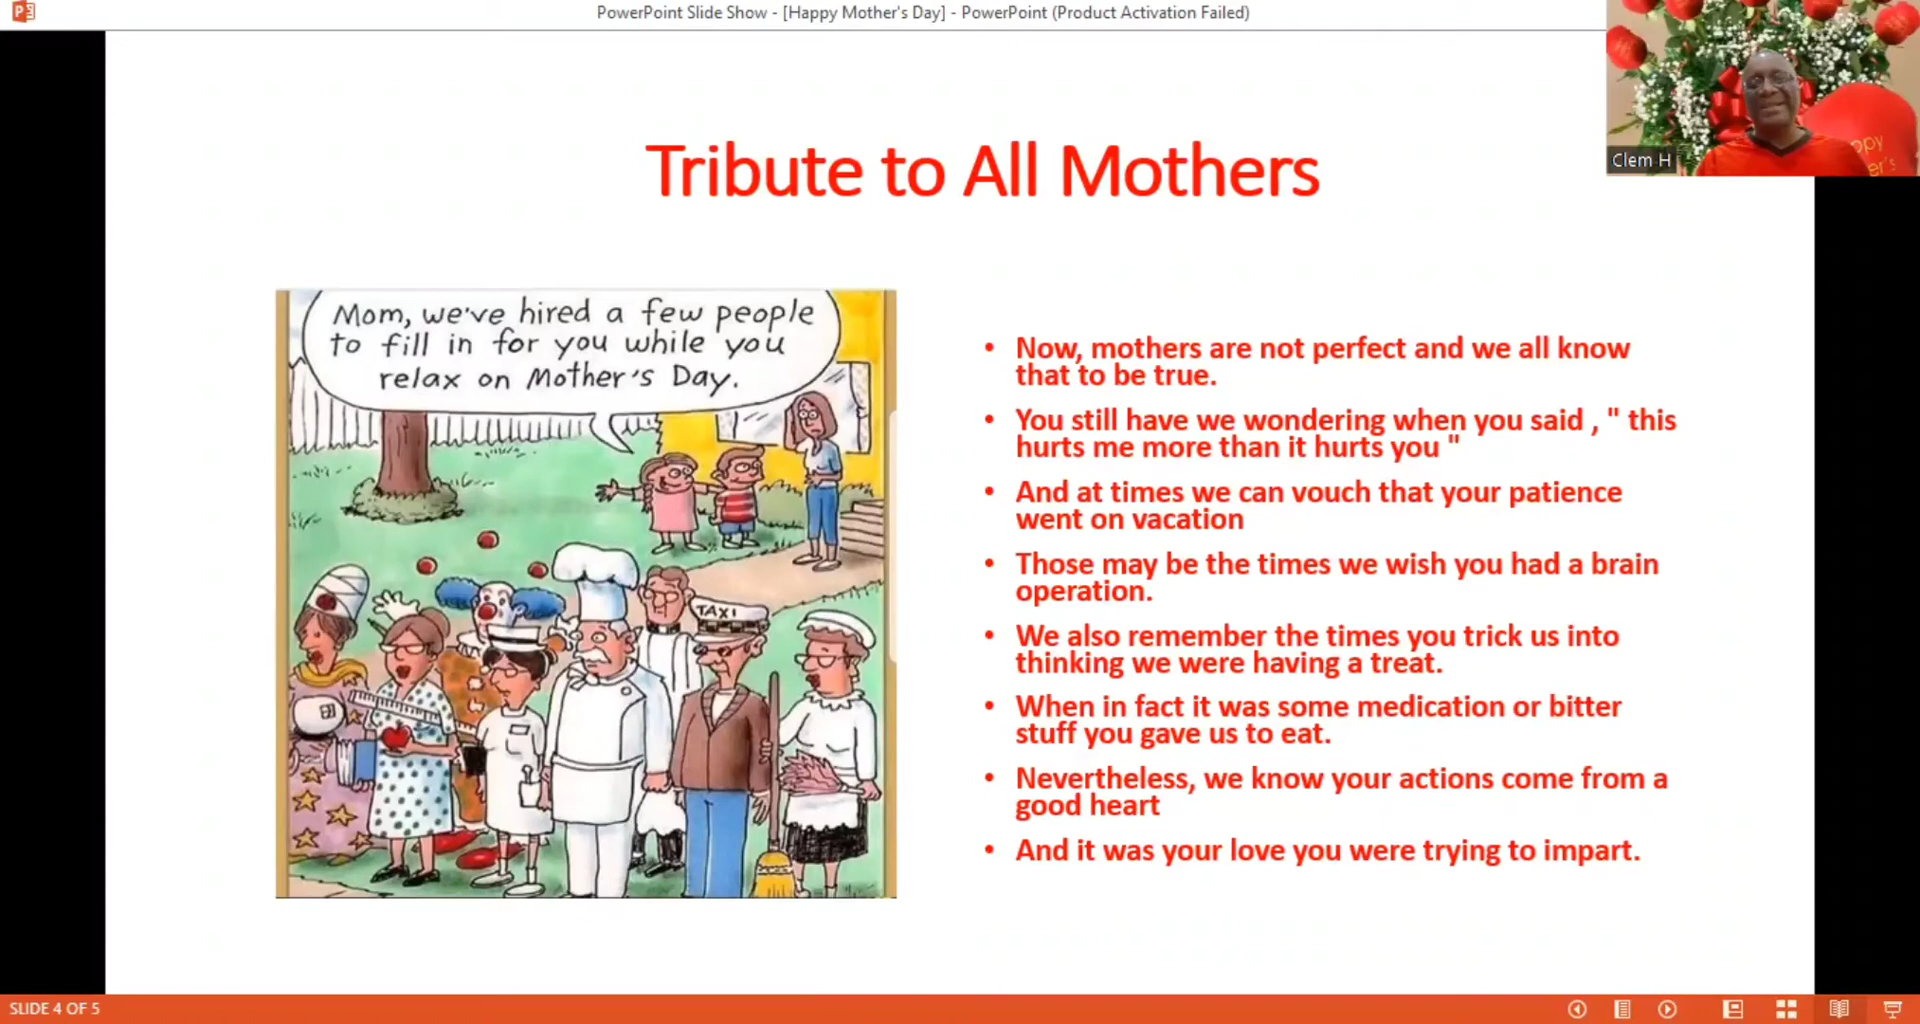 PowerPoint Slide Show - [Happy Mother's Day] - PowerPoint (Product Activation Failed)
Clem H
Tribute to All Mothers
Mom, we've hired a few people
to fill in for you while you
relax on Mother's Day.
TAXI
• Now, mothers are not perfect and we all know
that to be true.
• You still have we wondering when you said , " this
hurts me more than it hurts you "
• And at times we can vouch that your patience
went on vacation
• Those may be the times we wish you had a brain
operation.
• We also remember the times you trick us into
thinking we were having a treat.
• When in fact it was some medication or bitter
stuff you gave us to eat.
• Nevertheless, we know your actions come from a
good heart
• And it was your love you were trying to impart.
SLIDE 4 OF 5